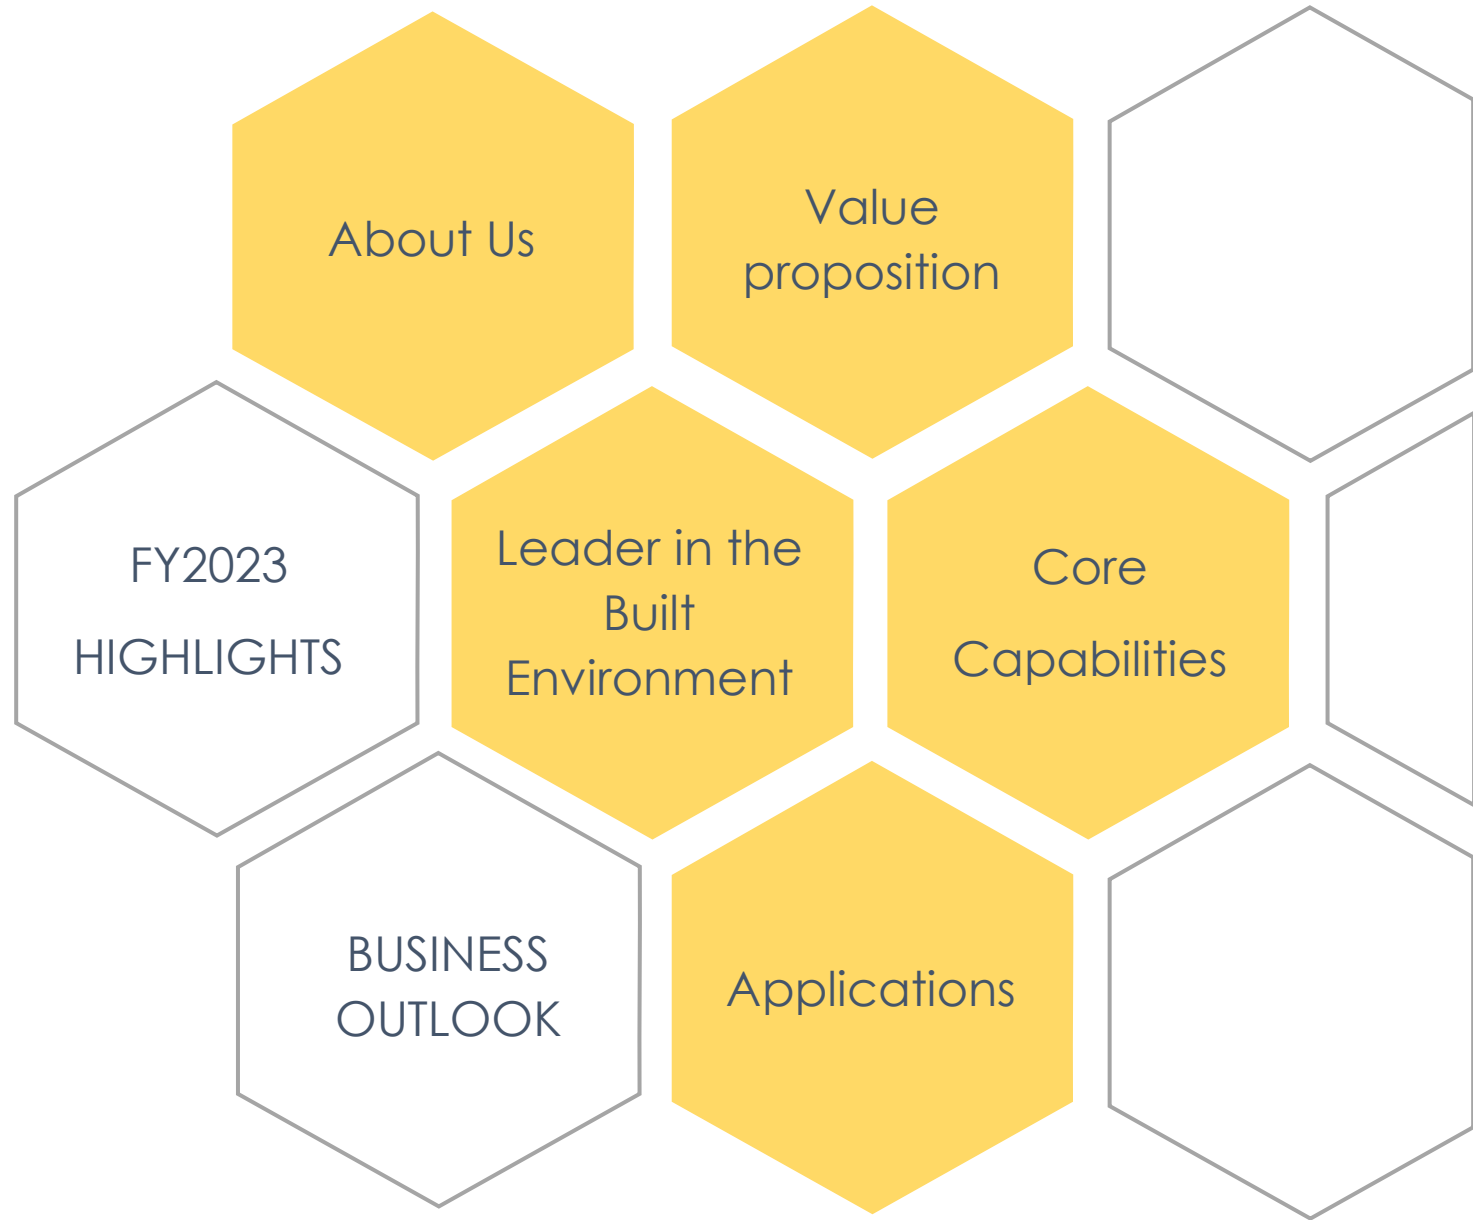 About Us
Value
proposition
FY2023
HIGHLIGHTS
Leader in the
Built
Environment
Core
Capabilities
BUSINESS
OUTLOOK
Applications